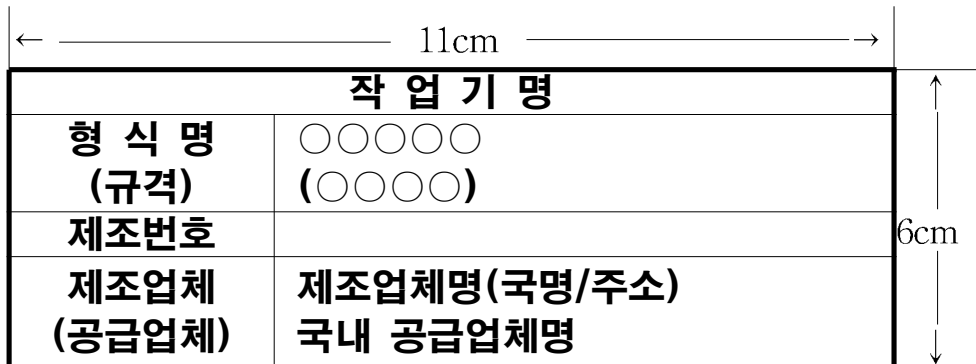 ← 11cm →
작 업 기 명
형 식 명 ○○○○○
(규격) (○○○○)
제조번호
6cm
제조업체 제조업체명(국명/주소)
(공급업체) 국내 공급업체명